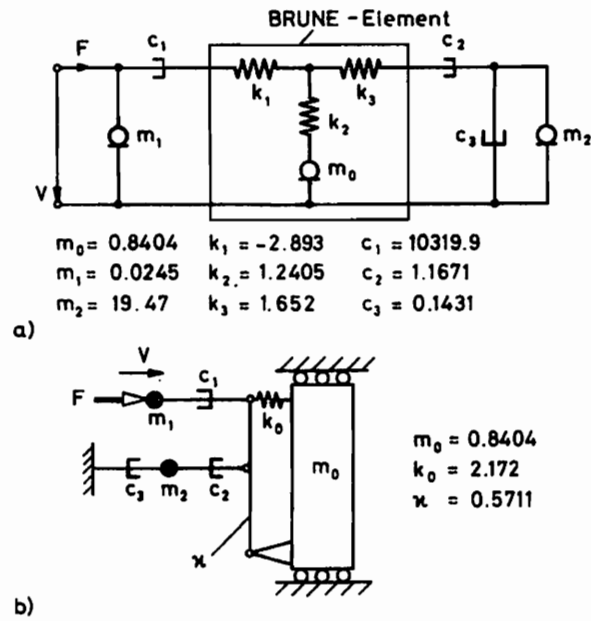 BRUNE-Element
F c₁ c₂
k₁ k₃
k₂ c₃
m₁ m₀ m₂
V
m₀ = 0.8404 k₁ = -2.893 c₁ = 10319.9
m₁ = 0.0245 k₂ = 1.2405 c₂ = 1.1671
m₂ = 19.47 k₃ = 1.652 c₃ = 0.1431
a)
V
F c₁
m₁ k₀
m₀
c₃ m₂ c₂
ϰ
m₀ = 0.8404
k₀ = 2.172
ϰ = 0.5711
b)